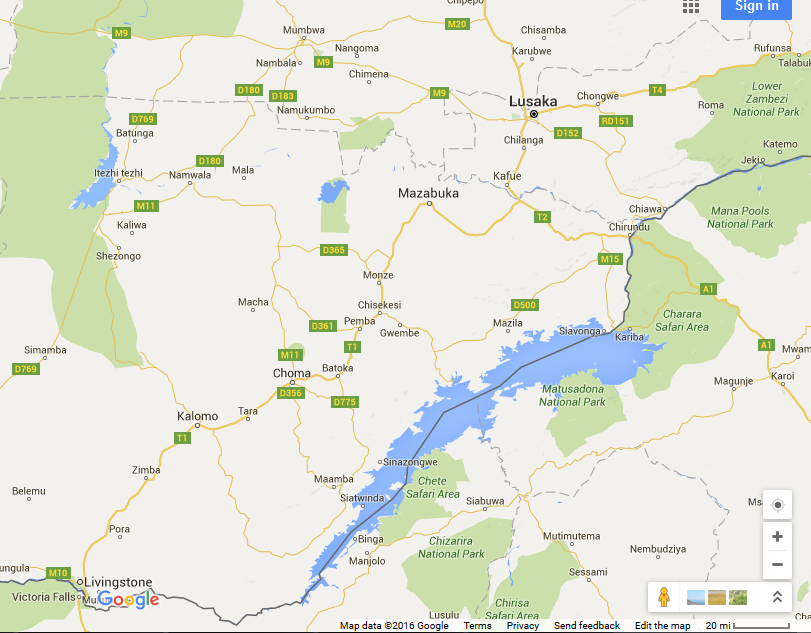 Chepo
Sign in
M9
M20
Mumbwa
Nangoma
Chisamba
Karubwe
Rufunsa
Talabu
Nambala
M9
Chimena
D180
D183
M9
Lusaka
Chongwe
T4
Lower
Zambezi
National Park
Roma
Namukumbo
D769
Batunga
RD151
D152
Chilanga
Katemo
Jeki
D180
Itezhi tezhi
Namwala
Mala
Kafue
Mazabuka
M11
Kaliwa
T2
Chiawa
Mana Pools
National Park
Chirundu
Shezongo
D365
M15
Monze
A1
Macha
Chisekesi
D500
Pemba
D361
Gwembe
Mazila
Siavonga
Kariba
Charara
Safari Area
Simamba
D769
T1
M11
Batoka
Choma
D356
D775
A1
Mwam
Karoi
Magunje
Matusadona
National Park
Kalomo
Tara
T1
Sinazongwe
Zimba
Maamba
Chete
Safari Area
Belemu
Siatwinda
Siabuwa
Pora
Binga
Manjolo
Chizarira
National Park
Mutimutema
Nembudziya
Sessami
ungula
M10
Livingstone
Victoria Falls
Google
Lusulu
Chirisa
Safari Area
Map data ©2016 Google
Terms
Privacy
Send feedback
Edit the map
20 mi